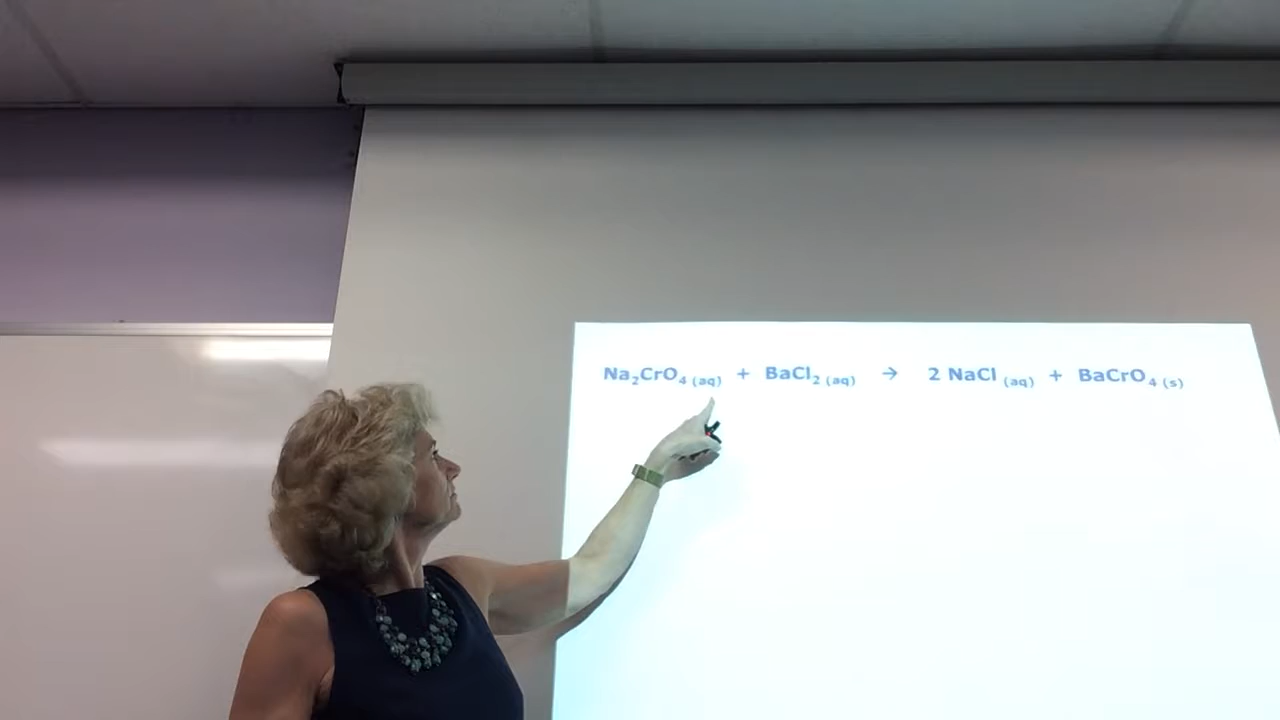 Na₂CrO₄ (aq) + BaCl₂ (aq) → 2 NaCl (aq) + BaCrO₄ (s)